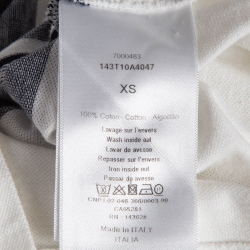 7000463
143T10A4047
XS
100% Coton - Cotton - Algodão
Lavage sur l'envers
Wash inside out
Lavar do avesso
Repasser sur l'envers
Iron inside out
Passar do avesso
CA05261
RN : 143028
Made in ITALY
ITALIA